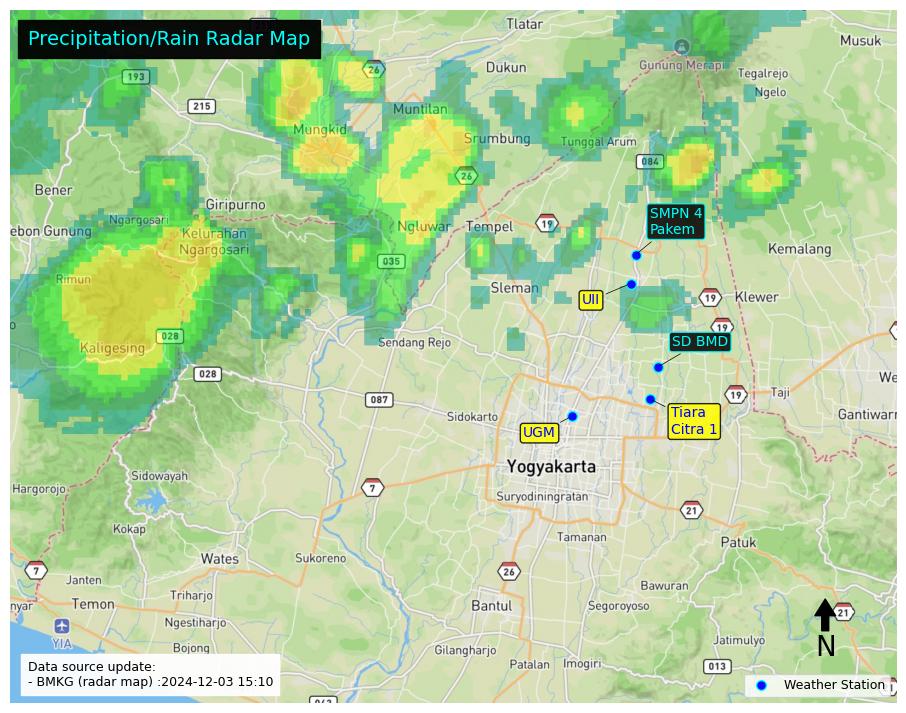 Precipitation/Rain Radar Map
Tlatar
Musuk
Gunung Merapi
Dukun
26
193
Tegalrejo
Ngelo
215
Muntilan
Mungkid
Srumbung
Tunggal Arum
084
26
Bener
Giripurno
Ngargosari
ebon Gunung
Kelurahan
Ngargosari
Ngluwar
Tempel
19
SMPN 4
Pakem
Kemalang
035
Rimun
Sleman
UII
19
Klewer
19
028
Kaligesing
Sendang Rejo
SD BMD
028
087
19
Taji
We
Sidokarto
Tiara
Citra 1
Gantiwarn
UGM
Yogyakarta
Sidowayah
Hargorojo
7
Suryodiningratan
21
Kokap
Tamanan
Patuk
Wates
Sukoreno
7
26
Janten
Bawuran
Triharjo
nyar
Temon
Bantul
Segoroyoso
21
Ngestiharjo
YIA
N
Jatimulyo
Bojong
Gilangharjo
Patalan
Imogiri
013
Data source update:
- BMKG (radar map) :2024-12-03 15:10
Weather Station